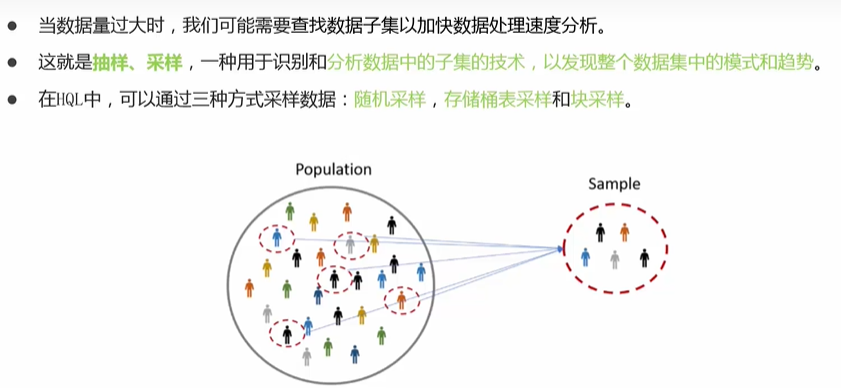 ● 当数据量过大时，我们可能需要查找数据子集以加快数据处理速度分析。
● 这就是抽样、采样，一种用于识别和分析数据中的子集的技术，以发现整个数据集中的模式和趋势。
● 在HQL中，可以通过三种方式采样数据：随机采样，存储桶表采样和块采样。
Population
Sample